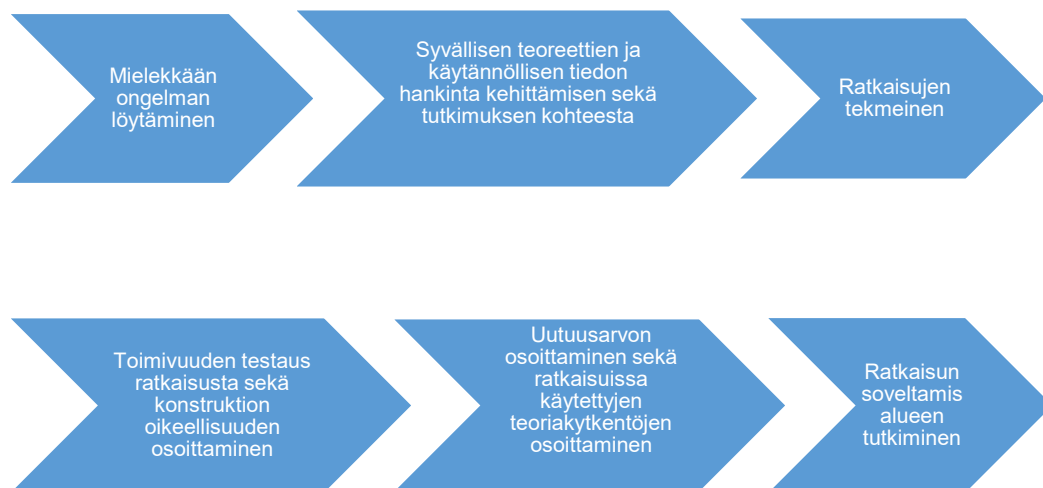 Mielekkään
ongelman
löytäminen
Syvällisen teoreettien ja
käytännöllisen tiedon
hankinta kehittämisen sekä
tutkimuksen kohteesta
Ratkaisujen
tekmeinen
Toimivuuden testaus
ratkaisusta sekä
konstruktion
oikeellisuuden
osoittaminen
Uutuusarvon
osoittaminen sekä
ratkaisuissa
käytettyjen
teoriakytkentöjen
osoittaminen
Ratkaisun
soveltamis
alueen
tutkiminen